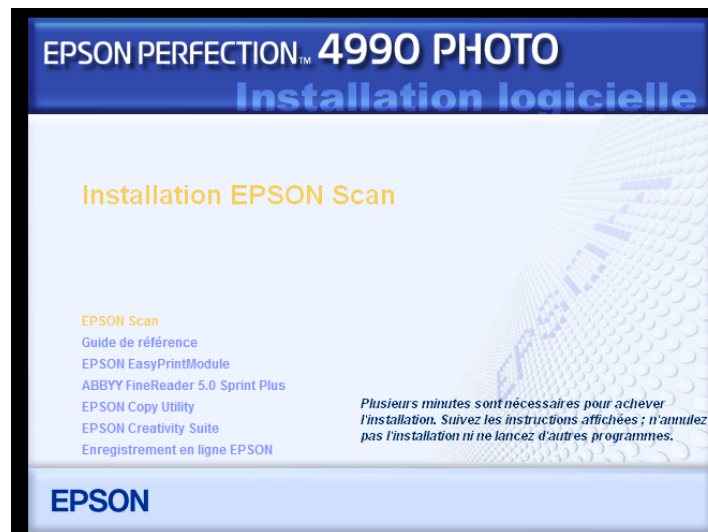 EPSON PERFECTION™ 4990 PHOTO
Installation logicielle
Installation EPSON Scan
EPSON Scan
Guide de référence
EPSON EasyPrintModule
ABBYY FineReader 5.0 Sprint Plus
EPSON Copy Utility
EPSON Creativity Suite
Enregistrement en ligne EPSON
Plusieurs minutes sont nécessaires pour achever
l'installation. Suivez les instructions affichées ; n'annulez
pas l'installation ni ne lancez d'autres programmes.
EPSON